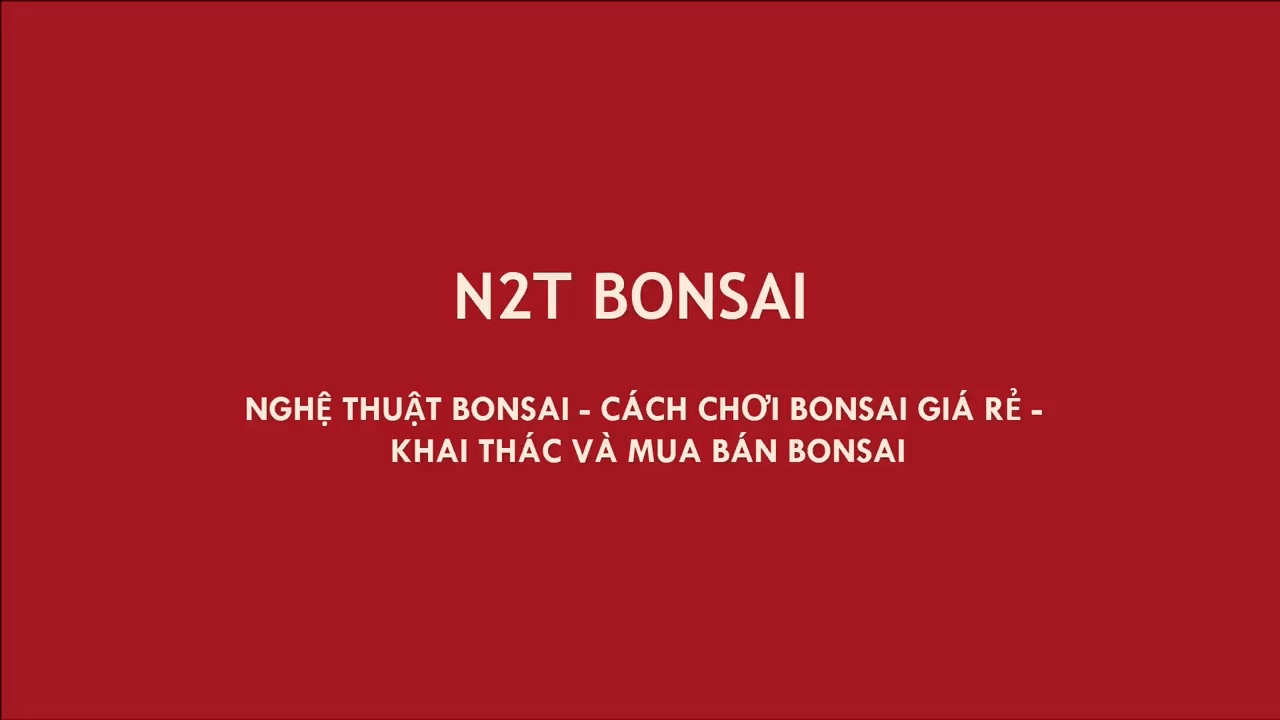 N2T BONSAI
NGHỆ THUẬT BONSAI - CÁCH CHƠI BONSAI GIÁ RẺ -
KHAI THÁC VÀ MUA BÁN BONSAI